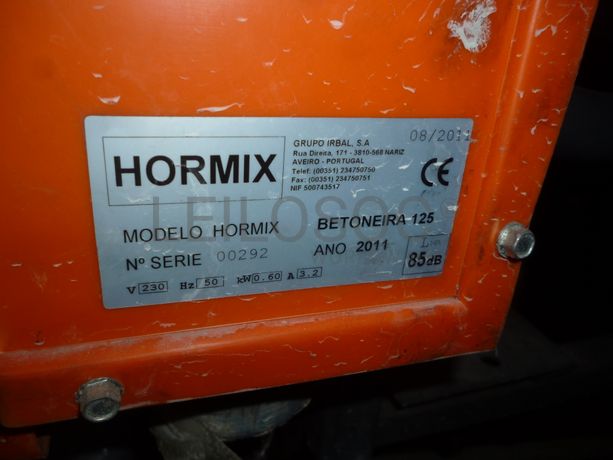 HORMIX
GRUPO IRBAL, S.A
Rua Direita, 171 - 3810-568 NARIZ
AVEIRO - PORTUGAL
Telef: (00351) 234750750
Fax: (00351) 234750751
NIF 500743517
08/2011
CE
LEILOSOC
MODELO HORMIX BETONEIRA 125
Nº SERIE 00292 ANO 2011
L
85dB
V 230 Hz 50 kW 0.60 A 3.2